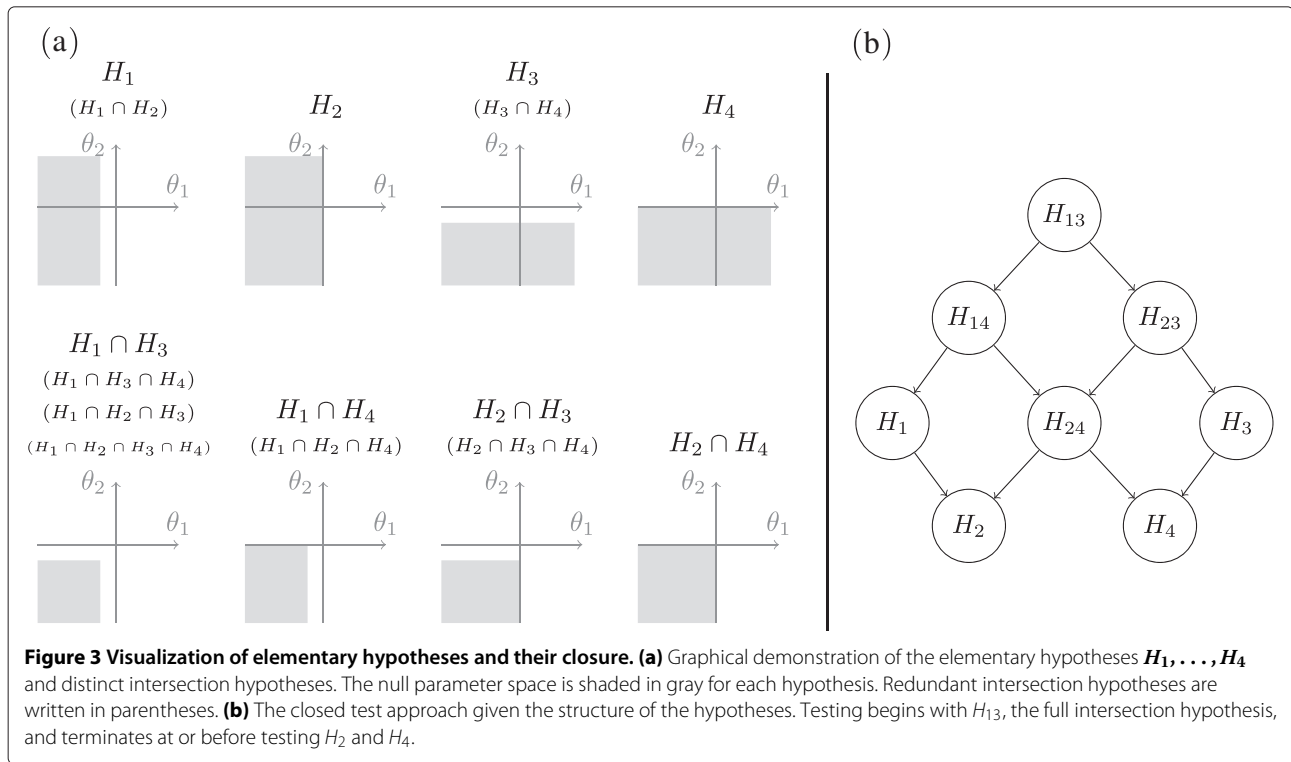 (a)
H₁
(H₁ ∩ H₂)
θ₂
θ₁
H₂
θ₂
θ₁
H₃
(H₃ ∩ H₄)
θ₂
θ₁
H₄
θ₂
θ₁
H₁ ∩ H₃
(H₁ ∩ H₃ ∩ H₄)
(H₁ ∩ H₂ ∩ H₃)
(H₁ ∩ H₂ ∩ H₃ ∩ H₄)
θ₂
θ₁
H₁ ∩ H₄
(H₁ ∩ H₂ ∩ H₄)
θ₂
θ₁
H₂ ∩ H₃
(H₂ ∩ H₃ ∩ H₄)
θ₂
θ₁
H₂ ∩ H₄
θ₂
θ₁
(b)
H₁₃
H₁₄
H₂₃
H₁
H₂₄
H₃
H₂
H₄
Figure 3 Visualization of elementary hypotheses and their closure. (a) Graphical demonstration of the elementary hypotheses H₁, . . . , H₄
and distinct intersection hypotheses. The null parameter space is shaded in gray for each hypothesis. Redundant intersection hypotheses are
written in parentheses. (b) The closed test approach given the structure of the hypotheses. Testing begins with H₁₃, the full intersection hypothesis,
and terminates at or before testing H₂ and H₄.